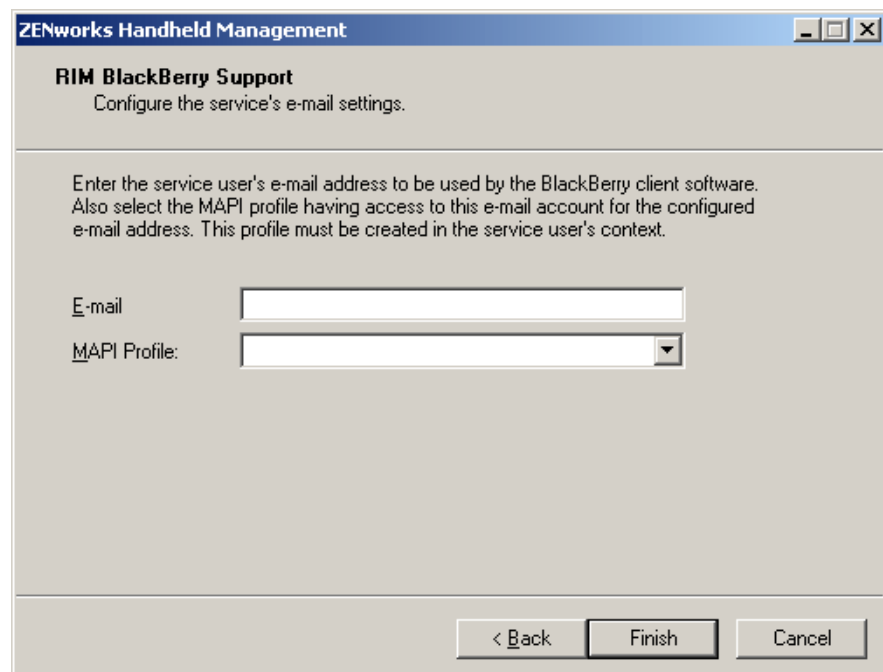 ZENworks Handheld Management
RIM BlackBerry Support
Configure the service's e-mail settings.
Enter the service user's e-mail address to be used by the BlackBerry client software.
Also select the MAPI profile having access to this e-mail account for the configured
e-mail address. This profile must be created in the service user's context.
E-mail
MAPI Profile:
< Back
Finish
Cancel